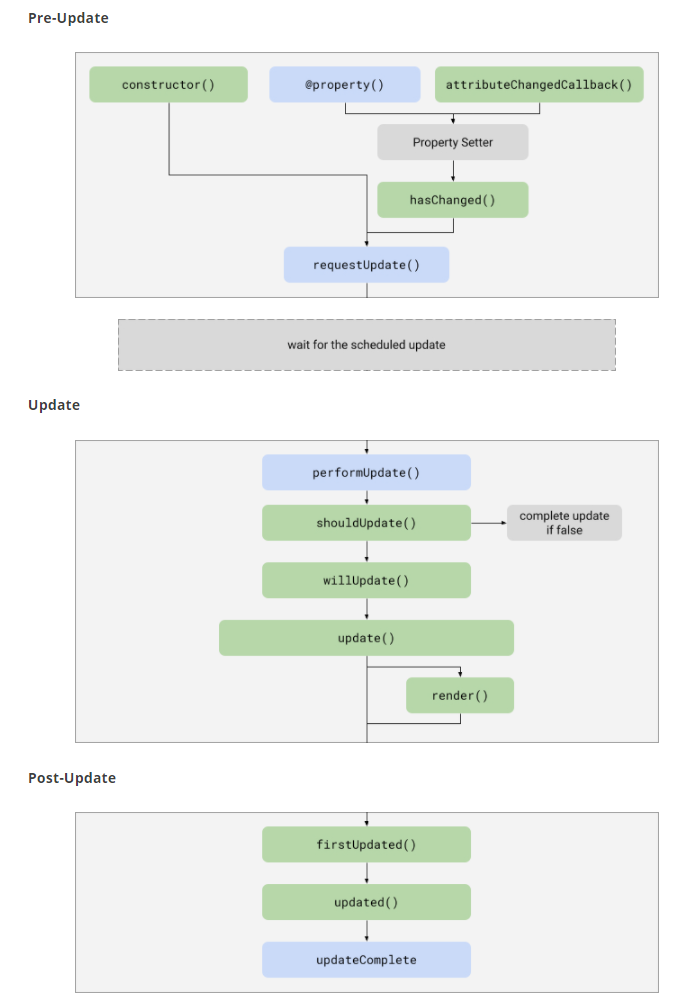 Pre-Update
constructor()
@property()
attributeChangedCallback()
Property Setter
hasChanged()
requestUpdate()
wait for the scheduled update
Update
performUpdate()
shouldUpdate()
complete update
if false
willUpdate()
update()
render()
Post-Update
firstUpdated()
updated()
updateComplete